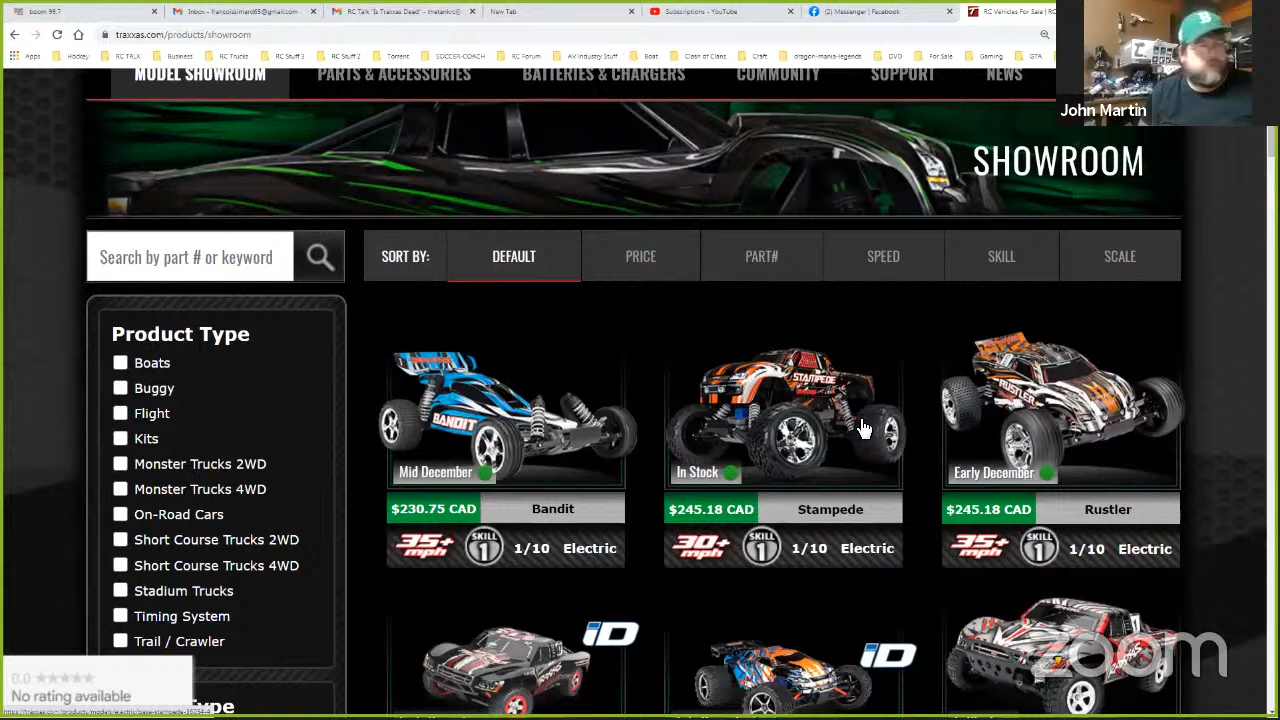 boom 99.7
Inbox - francoissimard68@gmail.com -
RC Talk "Is Traxxas Dead" - thetankrc@
New Tab
Subscriptions - YouTube
(2) Messenger | Facebook
RC Vehicles For Sale | RC
traxxas.com/products/showroom
Apps
Hockey
RC TALK
Business
RC Trucks
RC Stuff 3
RC Stuff 2
Torrent
SOCCER-COACH
RC Forum
AV Industry Stuff
Boat
Clash of Clans
Craft
dragon-mania-legends
DVD
For Sale
Gaming
GTA
John Martin
MODEL SHOWROOM
PARTS & ACCESSORIES
BATTERIES & CHARGERS
COMMUNITY
SUPPORT
NEWS
SHOWROOM
Search by part # or keyword
SORT BY:
DEFAULT
PRICE
PART#
SPEED
SKILL
SCALE
Product Type
Boats
Buggy
Flight
Kits
Monster Trucks 2WD
Monster Trucks 4WD
On-Road Cars
Short Course Trucks 2WD
Short Course Trucks 4WD
Stadium Trucks
Timing System
Trail / Crawler
Type
BANDIT
Mid December
$230.75 CAD
Bandit
35+ mph
SKILL 1
1/10
Electric
STAMPEDE
In Stock
$245.18 CAD
Stampede
30+ mph
SKILL 1
1/10
Electric
RUSTLER
Early December
$245.18 CAD
Rustler
35+ mph
SKILL 1
1/10
Electric
iD
iD
zoom
0.0
No rating available